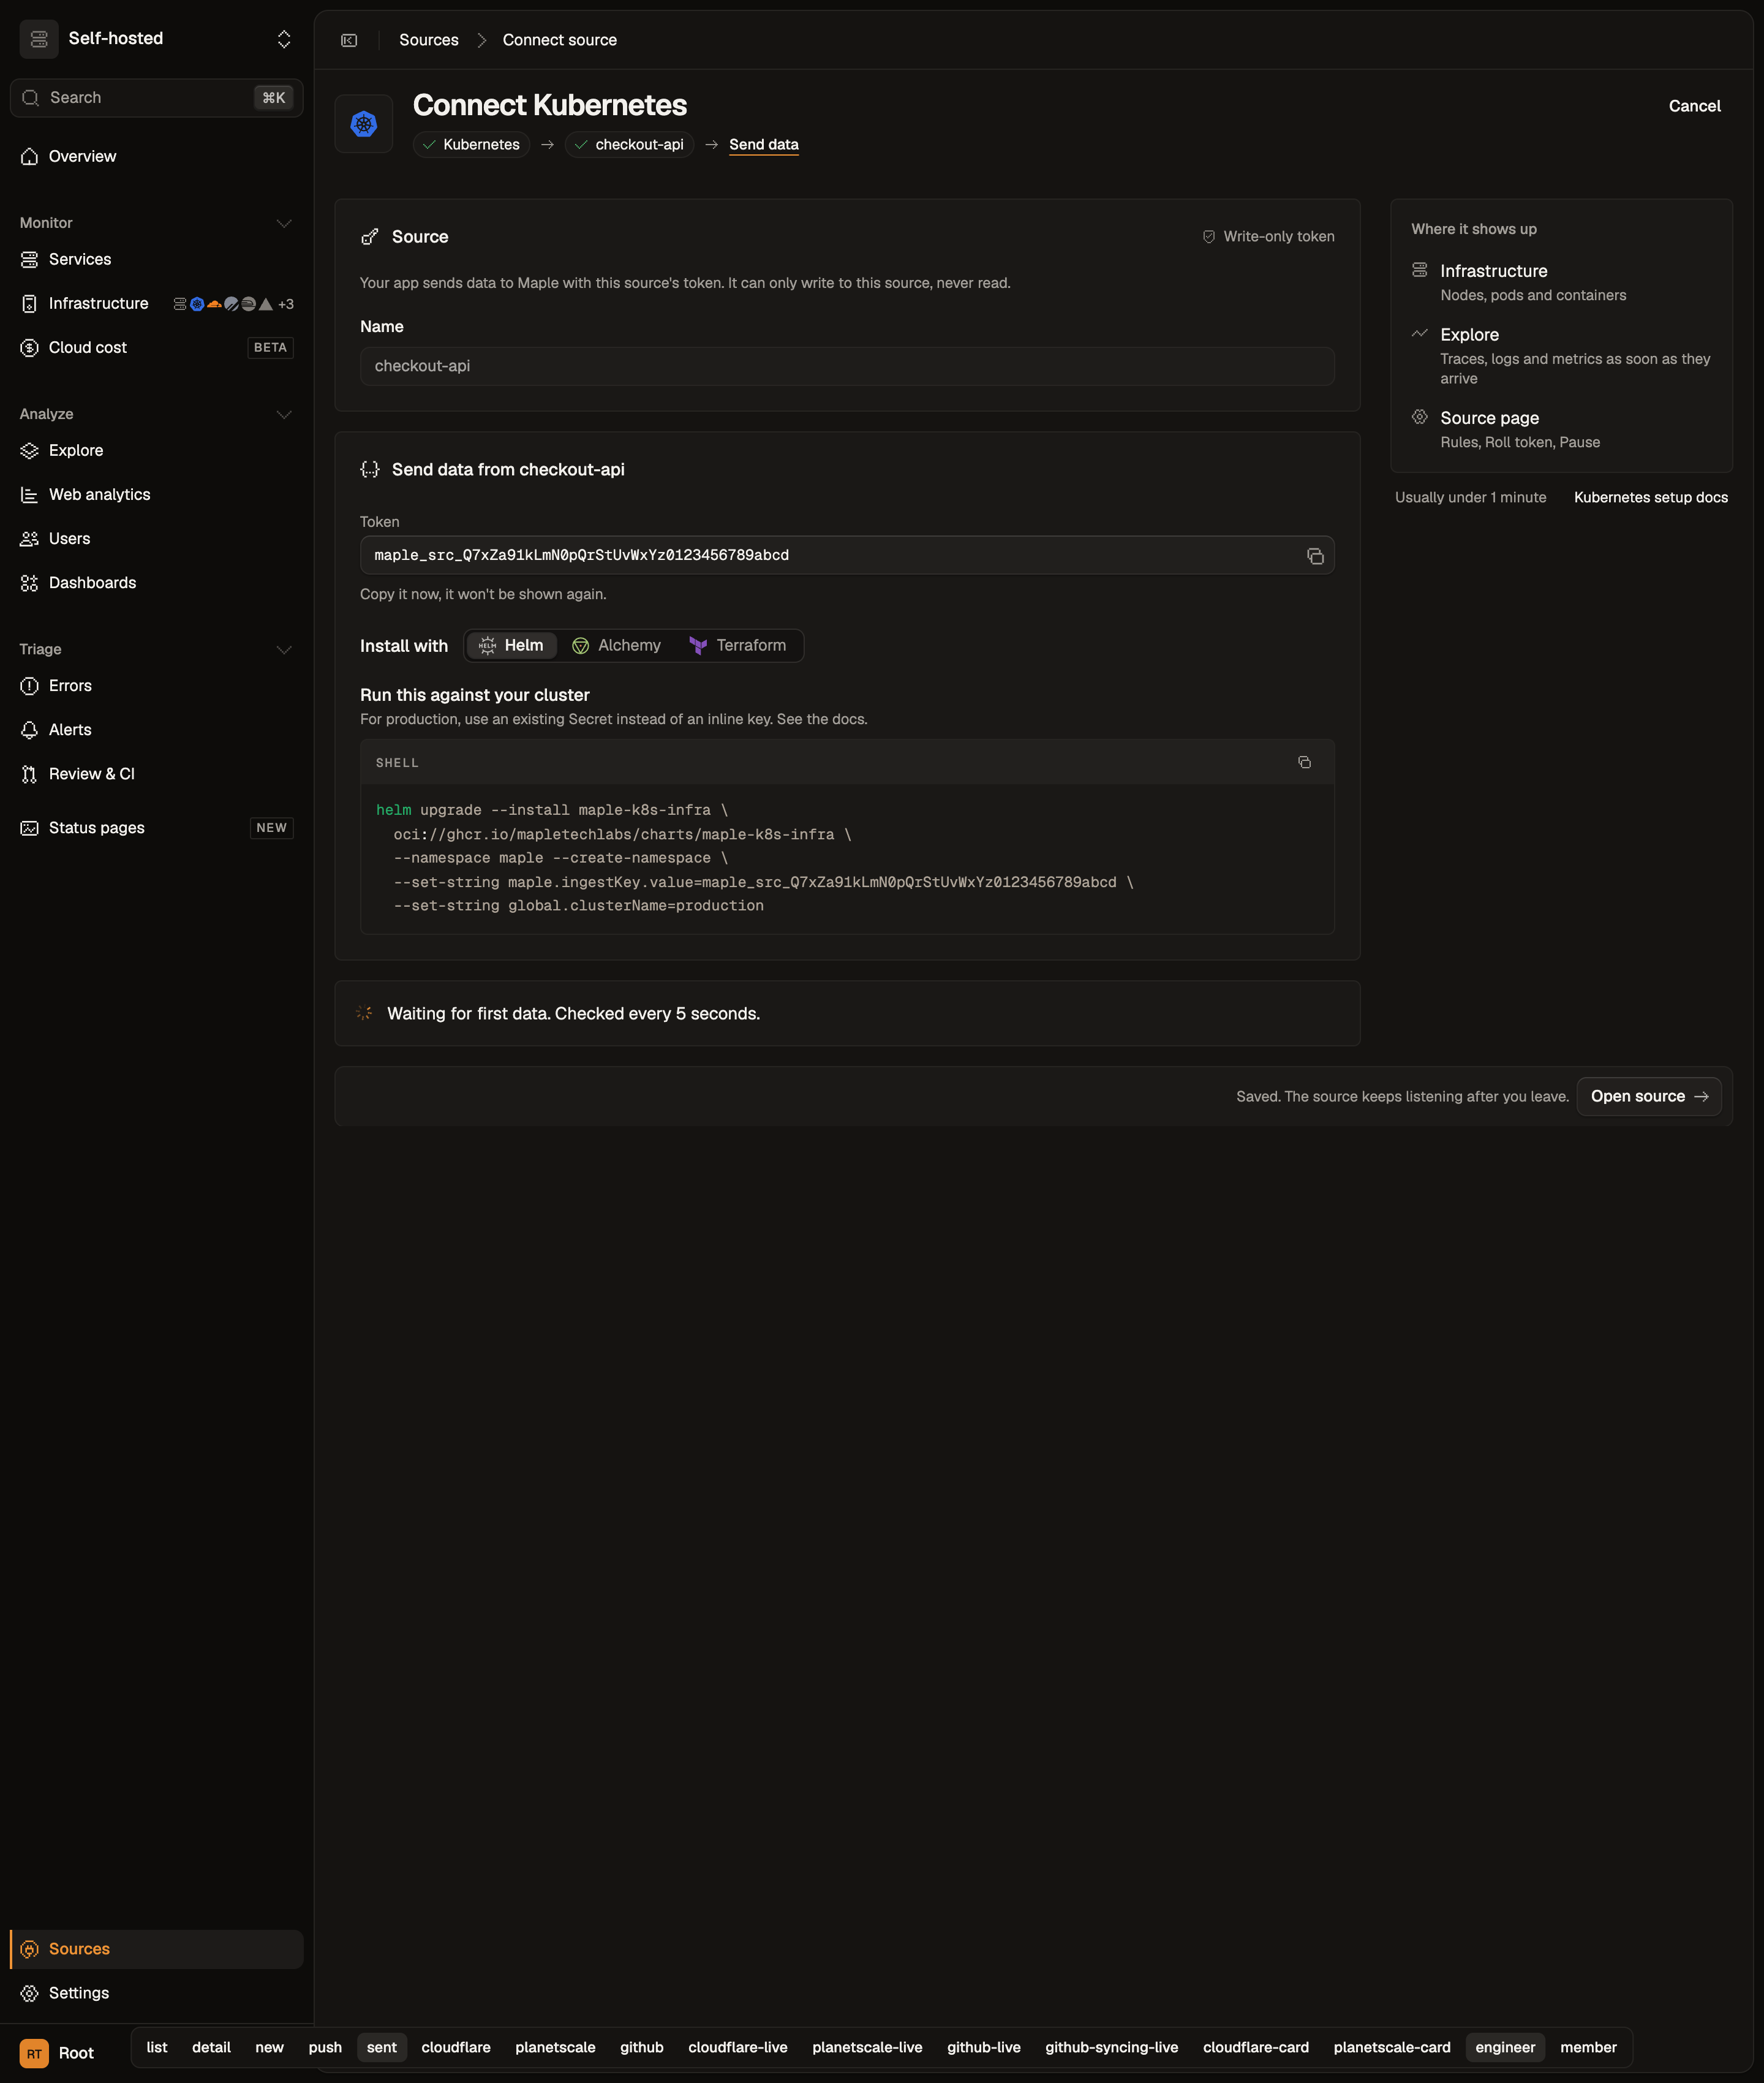 Self-hosted
Search
⌘K
Overview
Monitor
Services
Infrastructure
+3
Cloud cost
BETA
Analyze
Explore
Web analytics
Users
Dashboards
Triage
Errors
Alerts
Review & CI
Status pages
NEW
Sources
Settings
RT
Root
Sources
Connect source
Connect Kubernetes
Cancel
Kubernetes → checkout-api → Send data
Source
Write-only token
Your app sends data to Maple with this source's token. It can only write to this source, never read.
Name
checkout-api
Send data from checkout-api
Token
maple_src_Q7xZa91kLmN0pQrStUvWxYz0123456789abcd
Copy it now, it won't be shown again.
Install with
HELM
Helm
Alchemy
Terraform
Run this against your cluster
For production, use an existing Secret instead of an inline key. See the docs.
SHELL
helm upgrade --install maple-k8s-infra \
oci://ghcr.io/mapletechlabs/charts/maple-k8s-infra \
--namespace maple --create-namespace \
--set-string maple.ingestKey.value=maple_src_Q7xZa91kLmN0pQrStUvWxYz0123456789abcd \
--set-string global.clusterName=production
Waiting for first data. Checked every 5 seconds.
Where it shows up
Infrastructure
Nodes, pods and containers
Explore
Traces, logs and metrics as soon as they
arrive
Source page
Rules, Roll token, Pause
Usually under 1 minute
Kubernetes setup docs
Saved. The source keeps listening after you leave.
Open source →
list
detail
new
push
sent
cloudflare
planetscale
github
cloudflare-live
planetscale-live
github-live
github-syncing-live
cloudflare-card
planetscale-card
engineer
member